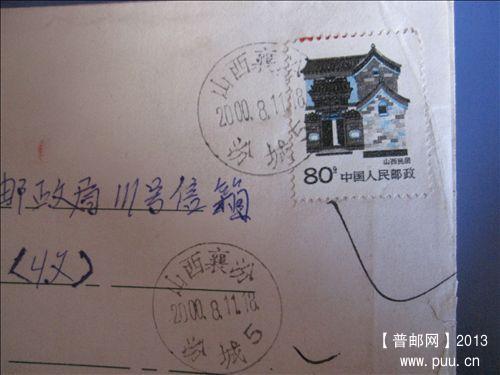 山西襄汾
2000.8.11.18
城 5
山西民居
80分 中国人民邮政
邮政局111号信箱
(4又)
山西襄汾
2000.8.11.18
城 5
【普邮网】2013
www.puu.cn